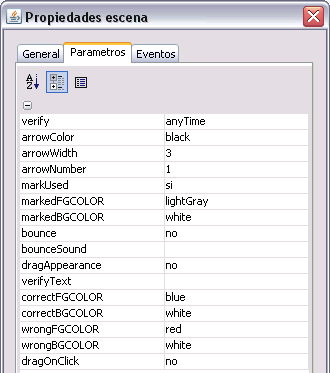 Propiedades escena
General Parametros Eventos
verify anyTime
arrowColor black
arrowWidth 3
arrowNumber 1
markUsed si
markedFGCOLOR lightGray
markedBGCOLOR white
bounce no
bounceSound
dragAppearance no
verifyText
correctFGCOLOR blue
correctBGCOLOR white
wrongFGCOLOR red
wrongBGCOLOR white
dragOnClick no